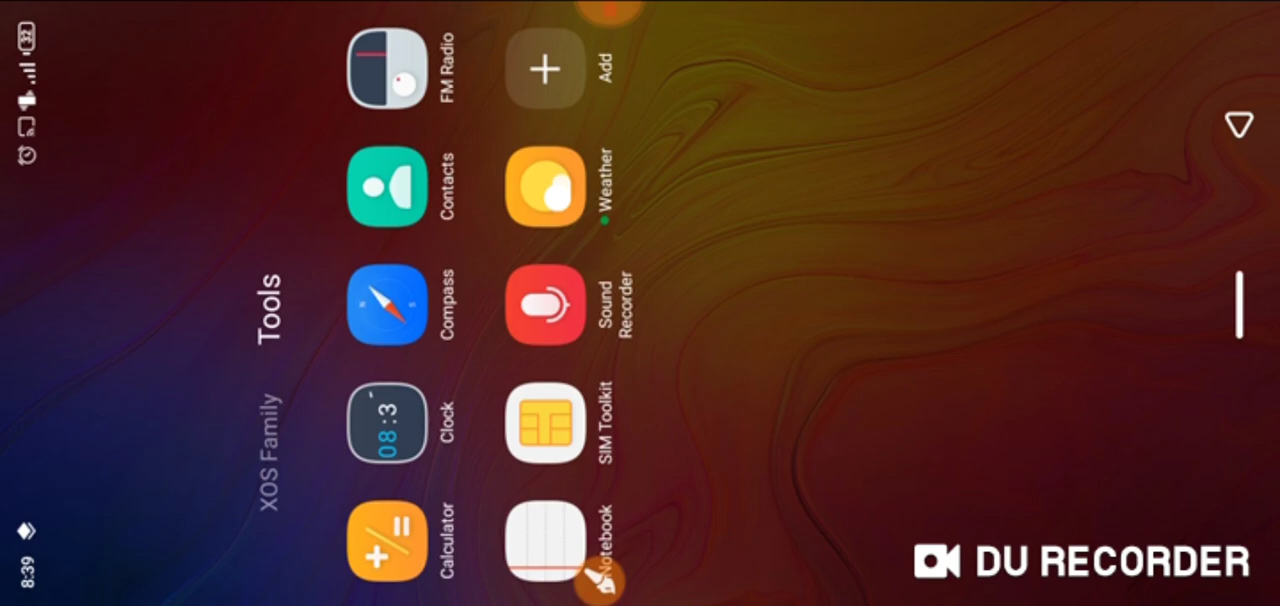 8:39
32
XOS Family
Tools
08:3
N
S
Calculator
Clock
Compass
Contacts
FM Radio
Notebook
SIM Toolkit
Sound
Recorder
Weather
Add
DU RECORDER